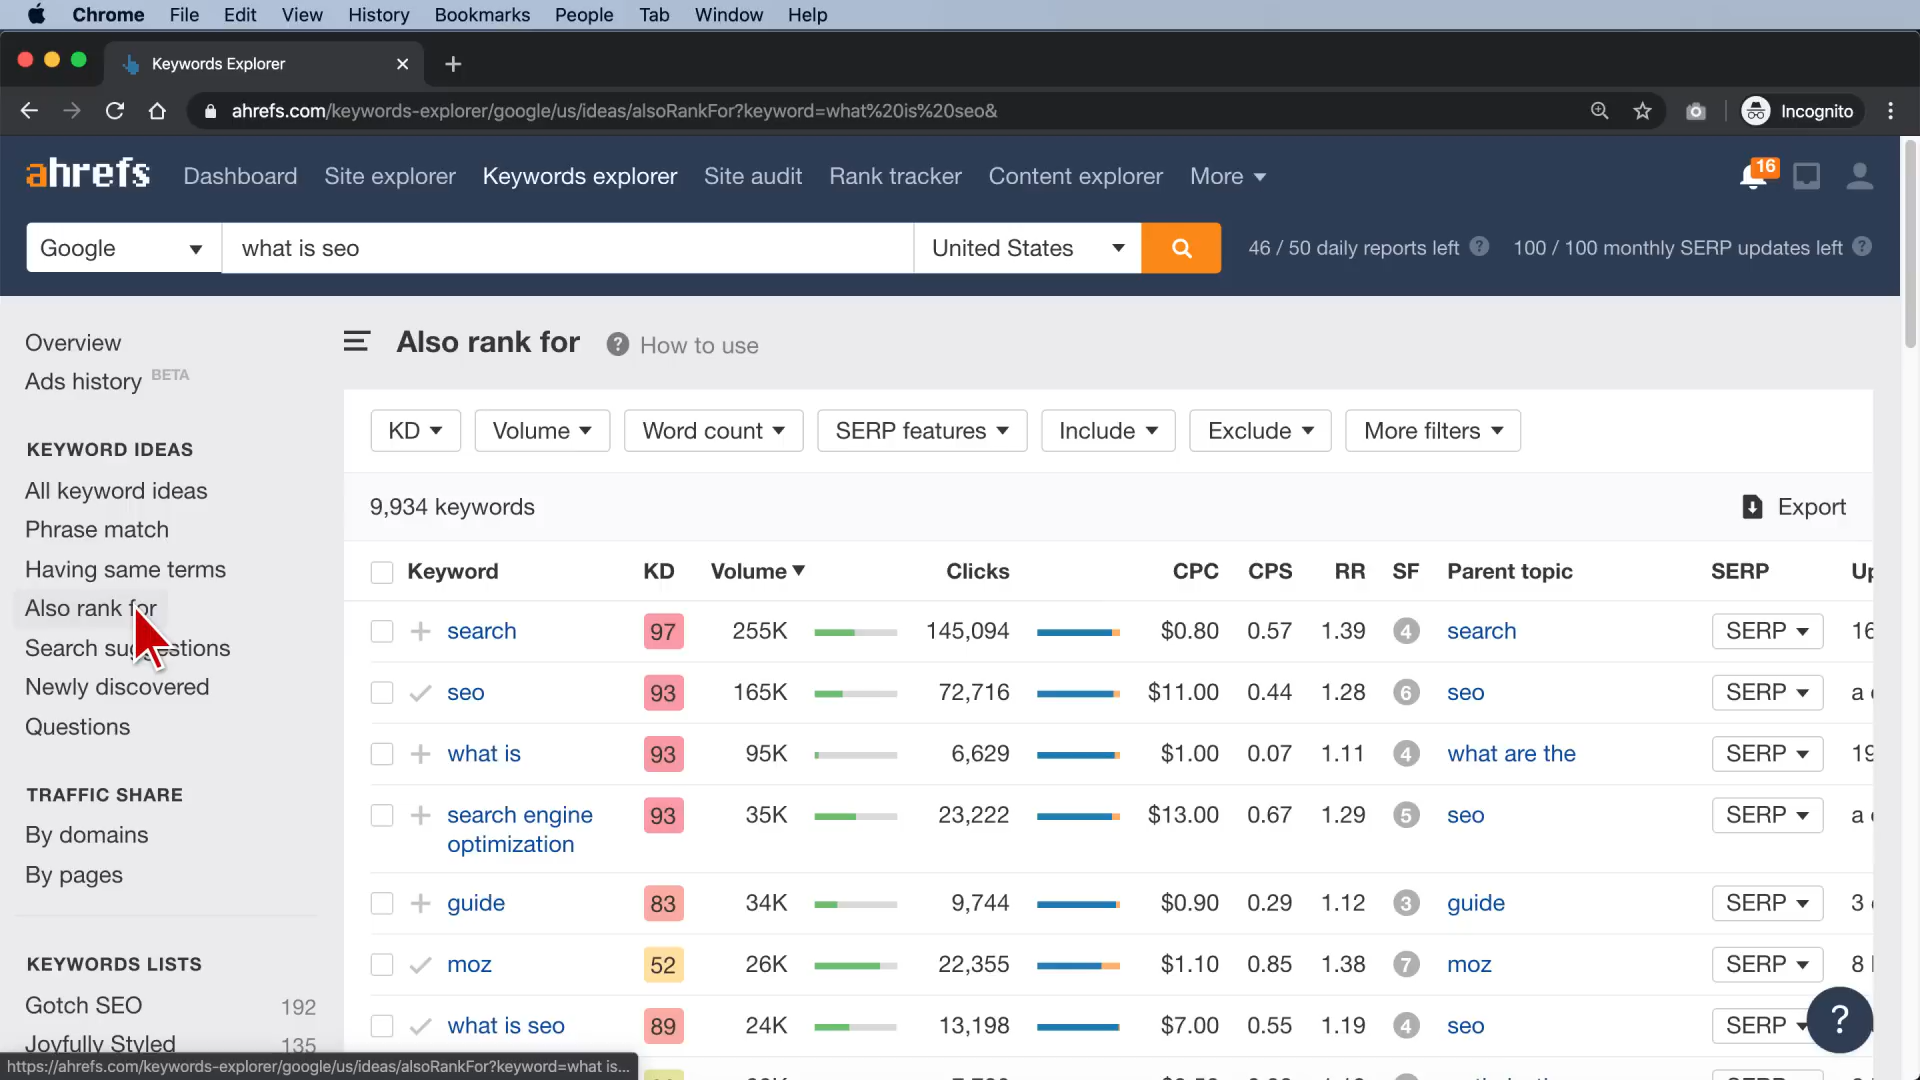 Chrome File Edit View History Bookmarks People Tab Window Help
Keywords Explorer
ahrefs.com/keywords-explorer/google/us/ideas/alsoRankFor?keyword=what%20is%20seo&
Incognito
ahrefs Dashboard Site explorer Keywords explorer Site audit Rank tracker Content explorer More 16
Google what is seo United States 46 / 50 daily reports left ? 100 / 100 monthly SERP updates left ?
Overview
Ads history BETA
KEYWORD IDEAS
All keyword ideas
Phrase match
Having same terms
Also rank for
Search suggestions
Newly discovered
Questions
TRAFFIC SHARE
By domains
By pages
KEYWORDS LISTS
Gotch SEO 192
Joyfully Styled 135
Also rank for ? How to use
KD Volume Word count SERP features Include Exclude More filters
9,934 keywords Export
Keyword KD Volume Clicks CPC CPS RR SF Parent topic SERP Up
search 97 255K 145,094 $0.80 0.57 1.39 4 search SERP 16
seo 93 165K 72,716 $11.00 0.44 1.28 6 seo SERP a
what is 93 95K 6,629 $1.00 0.07 1.11 4 what are the SERP 19
search engine optimization 93 35K 23,222 $13.00 0.67 1.29 5 seo SERP a
guide 83 34K 9,744 $0.90 0.29 1.12 3 guide SERP 3
moz 52 26K 22,355 $1.10 0.85 1.38 7 moz SERP 8
what is seo 89 24K 13,198 $7.00 0.55 1.19 4 seo SERP
?
https://ahrefs.com/keywords-explorer/google/us/ideas/alsoRankFor?keyword=what is...